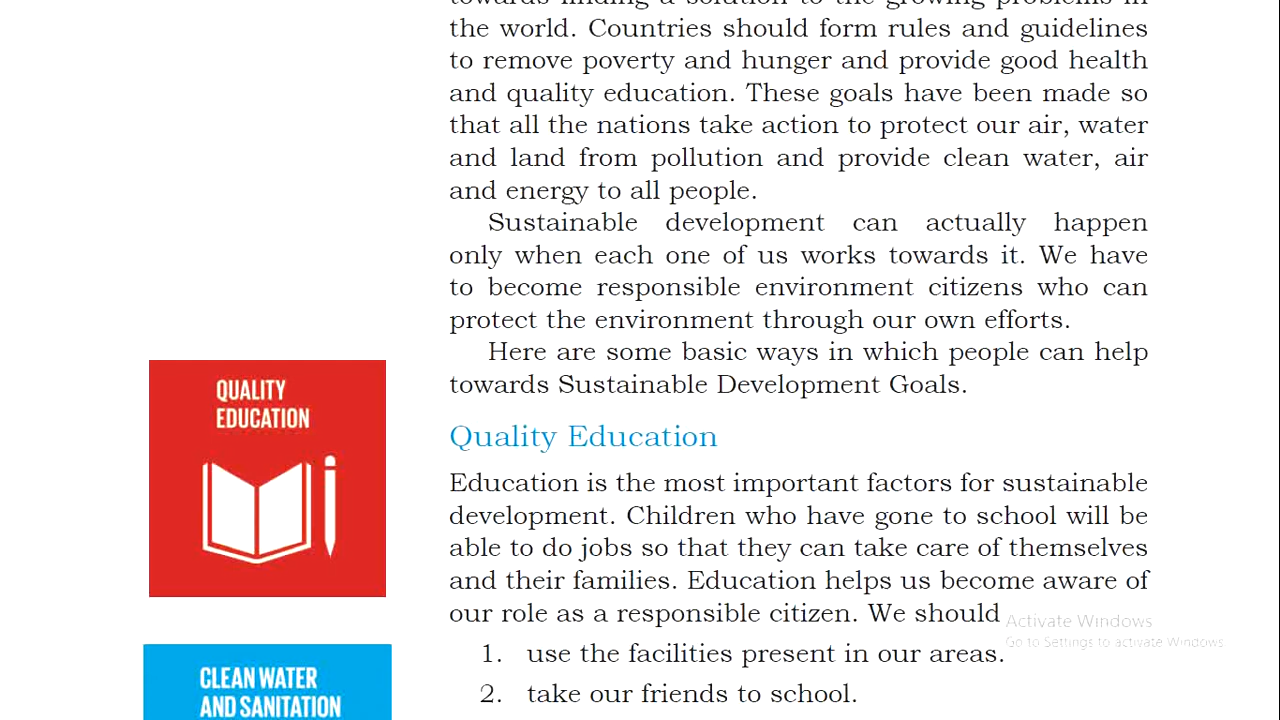 towards finding a solution to the growing problems in
the world. Countries should form rules and guidelines
to remove poverty and hunger and provide good health
and quality education. These goals have been made so
that all the nations take action to protect our air, water
and land from pollution and provide clean water, air
and energy to all people.
Sustainable development can actually happen
only when each one of us works towards it. We have
to become responsible environment citizens who can
protect the environment through our own efforts.
Here are some basic ways in which people can help
towards Sustainable Development Goals.
QUALITY
EDUCATION
Quality Education
Education is the most important factors for sustainable
development. Children who have gone to school will be
able to do jobs so that they can take care of themselves
and their families. Education helps us become aware of
our role as a responsible citizen. We should
Activate Windows
Go to Settings to activate Windows
1. use the facilities present in our areas.
2. take our friends to school.
CLEAN WATER
AND SANITATION